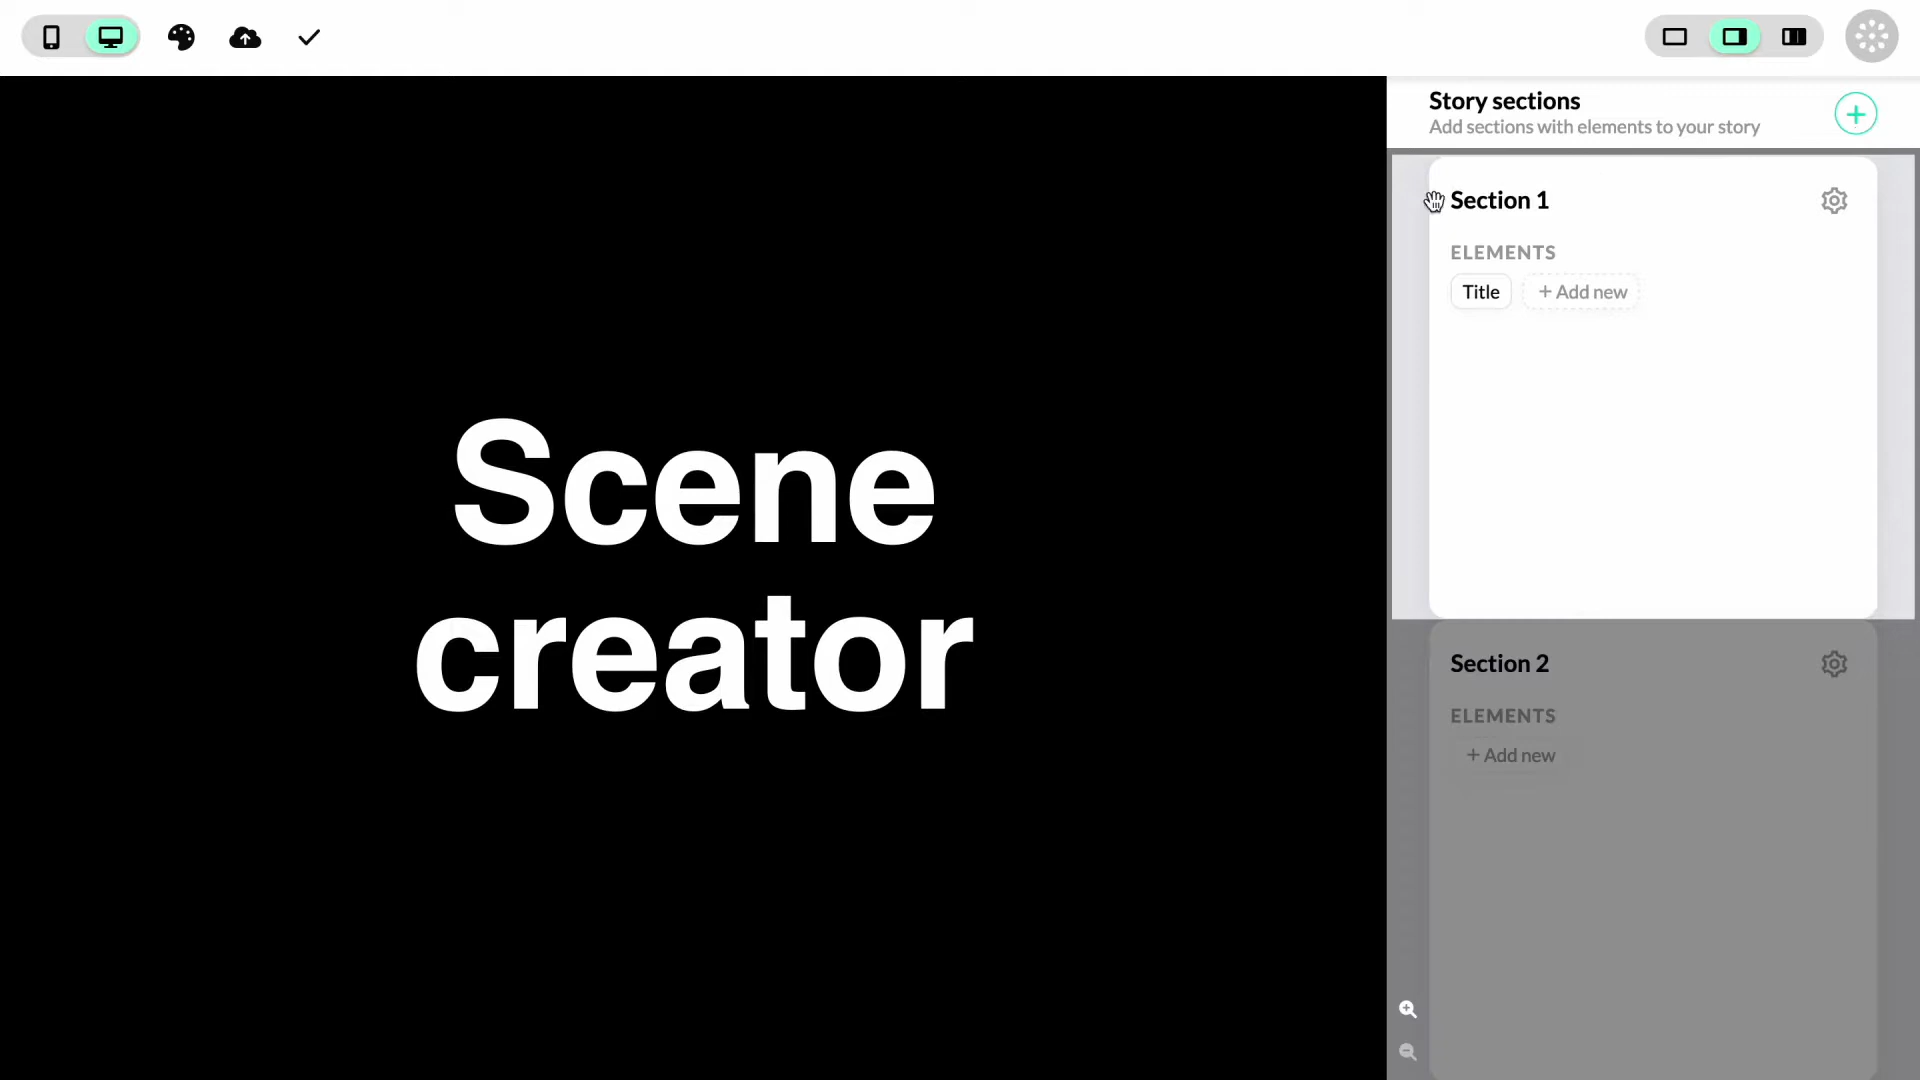 Story sections
Add sections with elements to your story
Section 1
ELEMENTS
Title
+ Add new
Scene
creator
Section 2
ELEMENTS
+ Add new